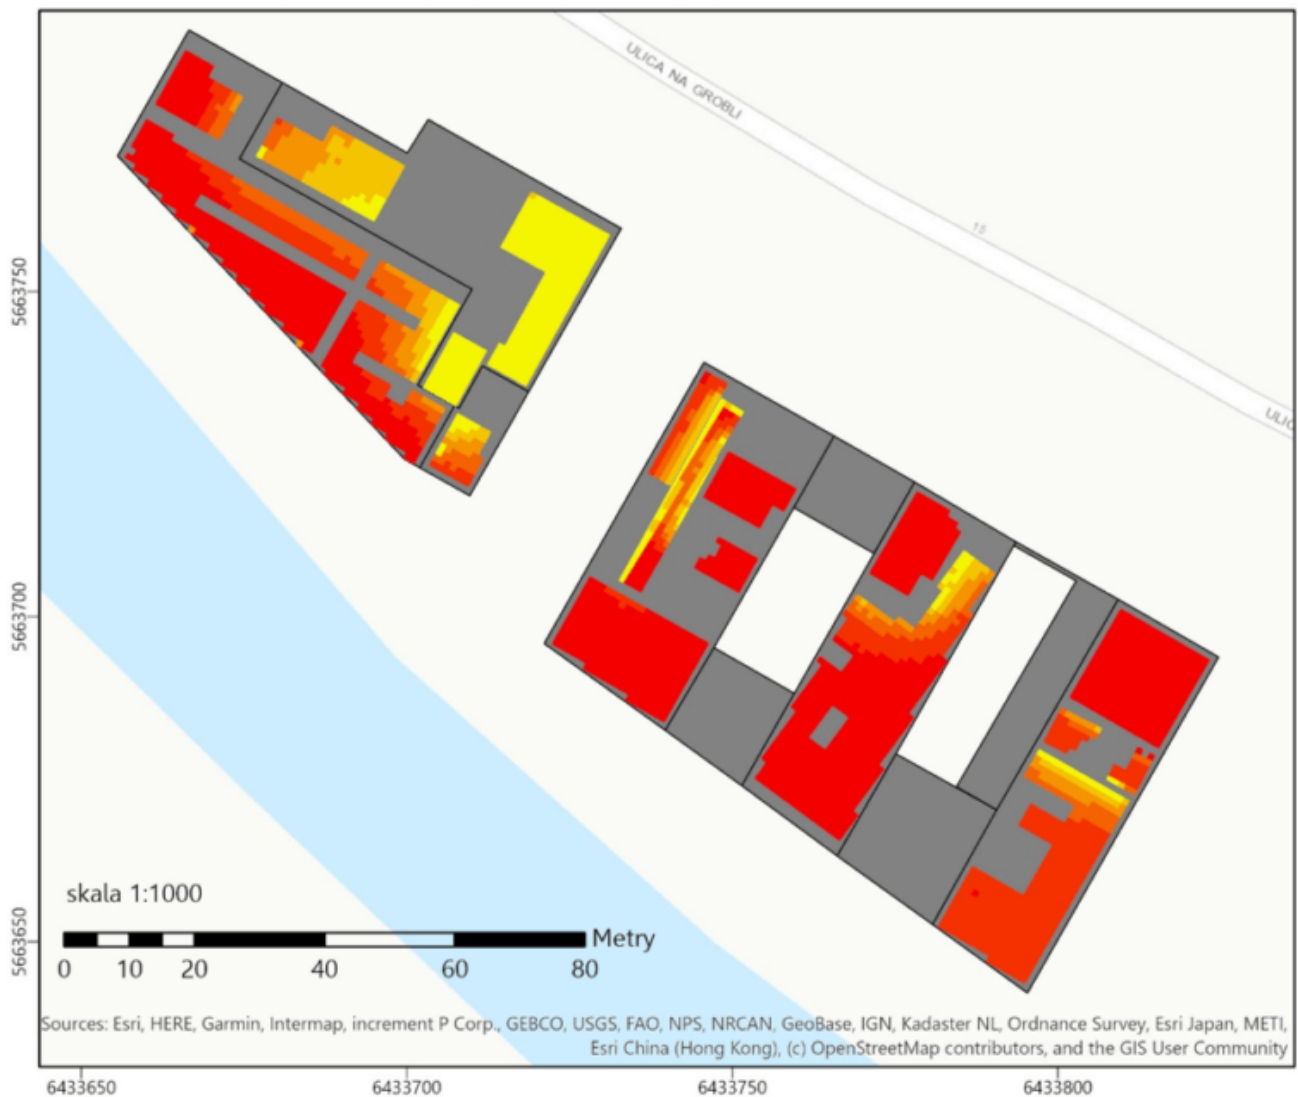 ULICA NA GROBLI
15
ULIC
5663750
5663700
5663650
skala 1:1000
Metry
0 10 20 40 60 80
Sources: Esri, HERE, Garmin, Intermap, increment P Corp., GEBCO, USGS, FAO, NPS, NRCAN, GeoBase, IGN, Kadaster NL, Ordnance Survey, Esri Japan, METI,
Esri China (Hong Kong), (c) OpenStreetMap contributors, and the GIS User Community
6433650 6433700 6433750 6433800